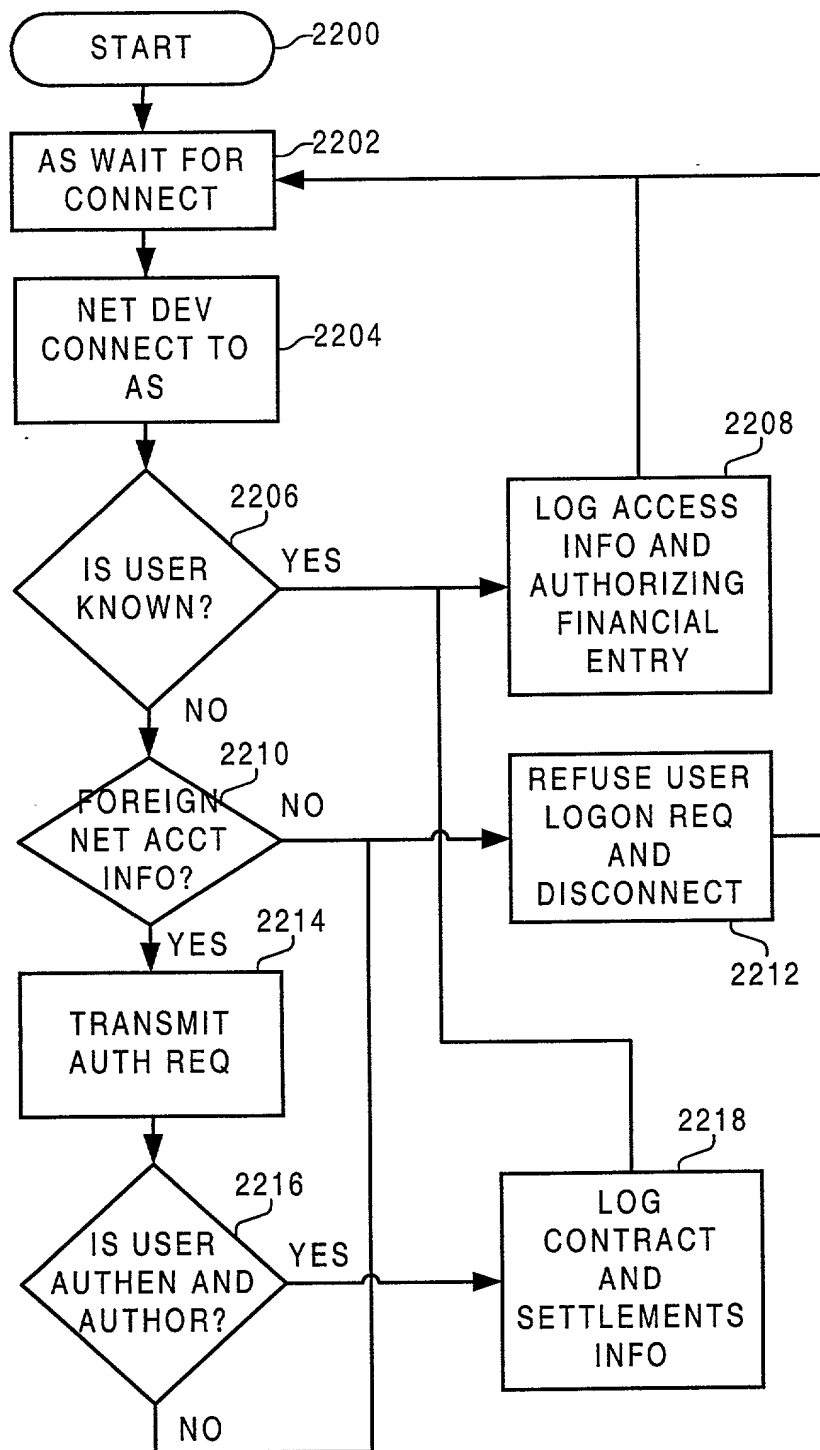 START
2200
AS WAIT FOR
CONNECT
2202
NET DEV
CONNECT TO
AS
2204
IS USER
KNOWN?
2206
YES
NO
LOG ACCESS
INFO AND
AUTHORIZING
FINANCIAL
ENTRY
2208
FOREIGN
NET ACCT
INFO?
2210
NO
YES
REFUSE USER
LOGON REQ
AND
DISCONNECT
2212
TRANSMIT
AUTH REQ
2214
IS USER
AUTHEN AND
AUTHOR?
2216
YES
NO
LOG
CONTRACT
AND
SETTLEMENTS
INFO
2218